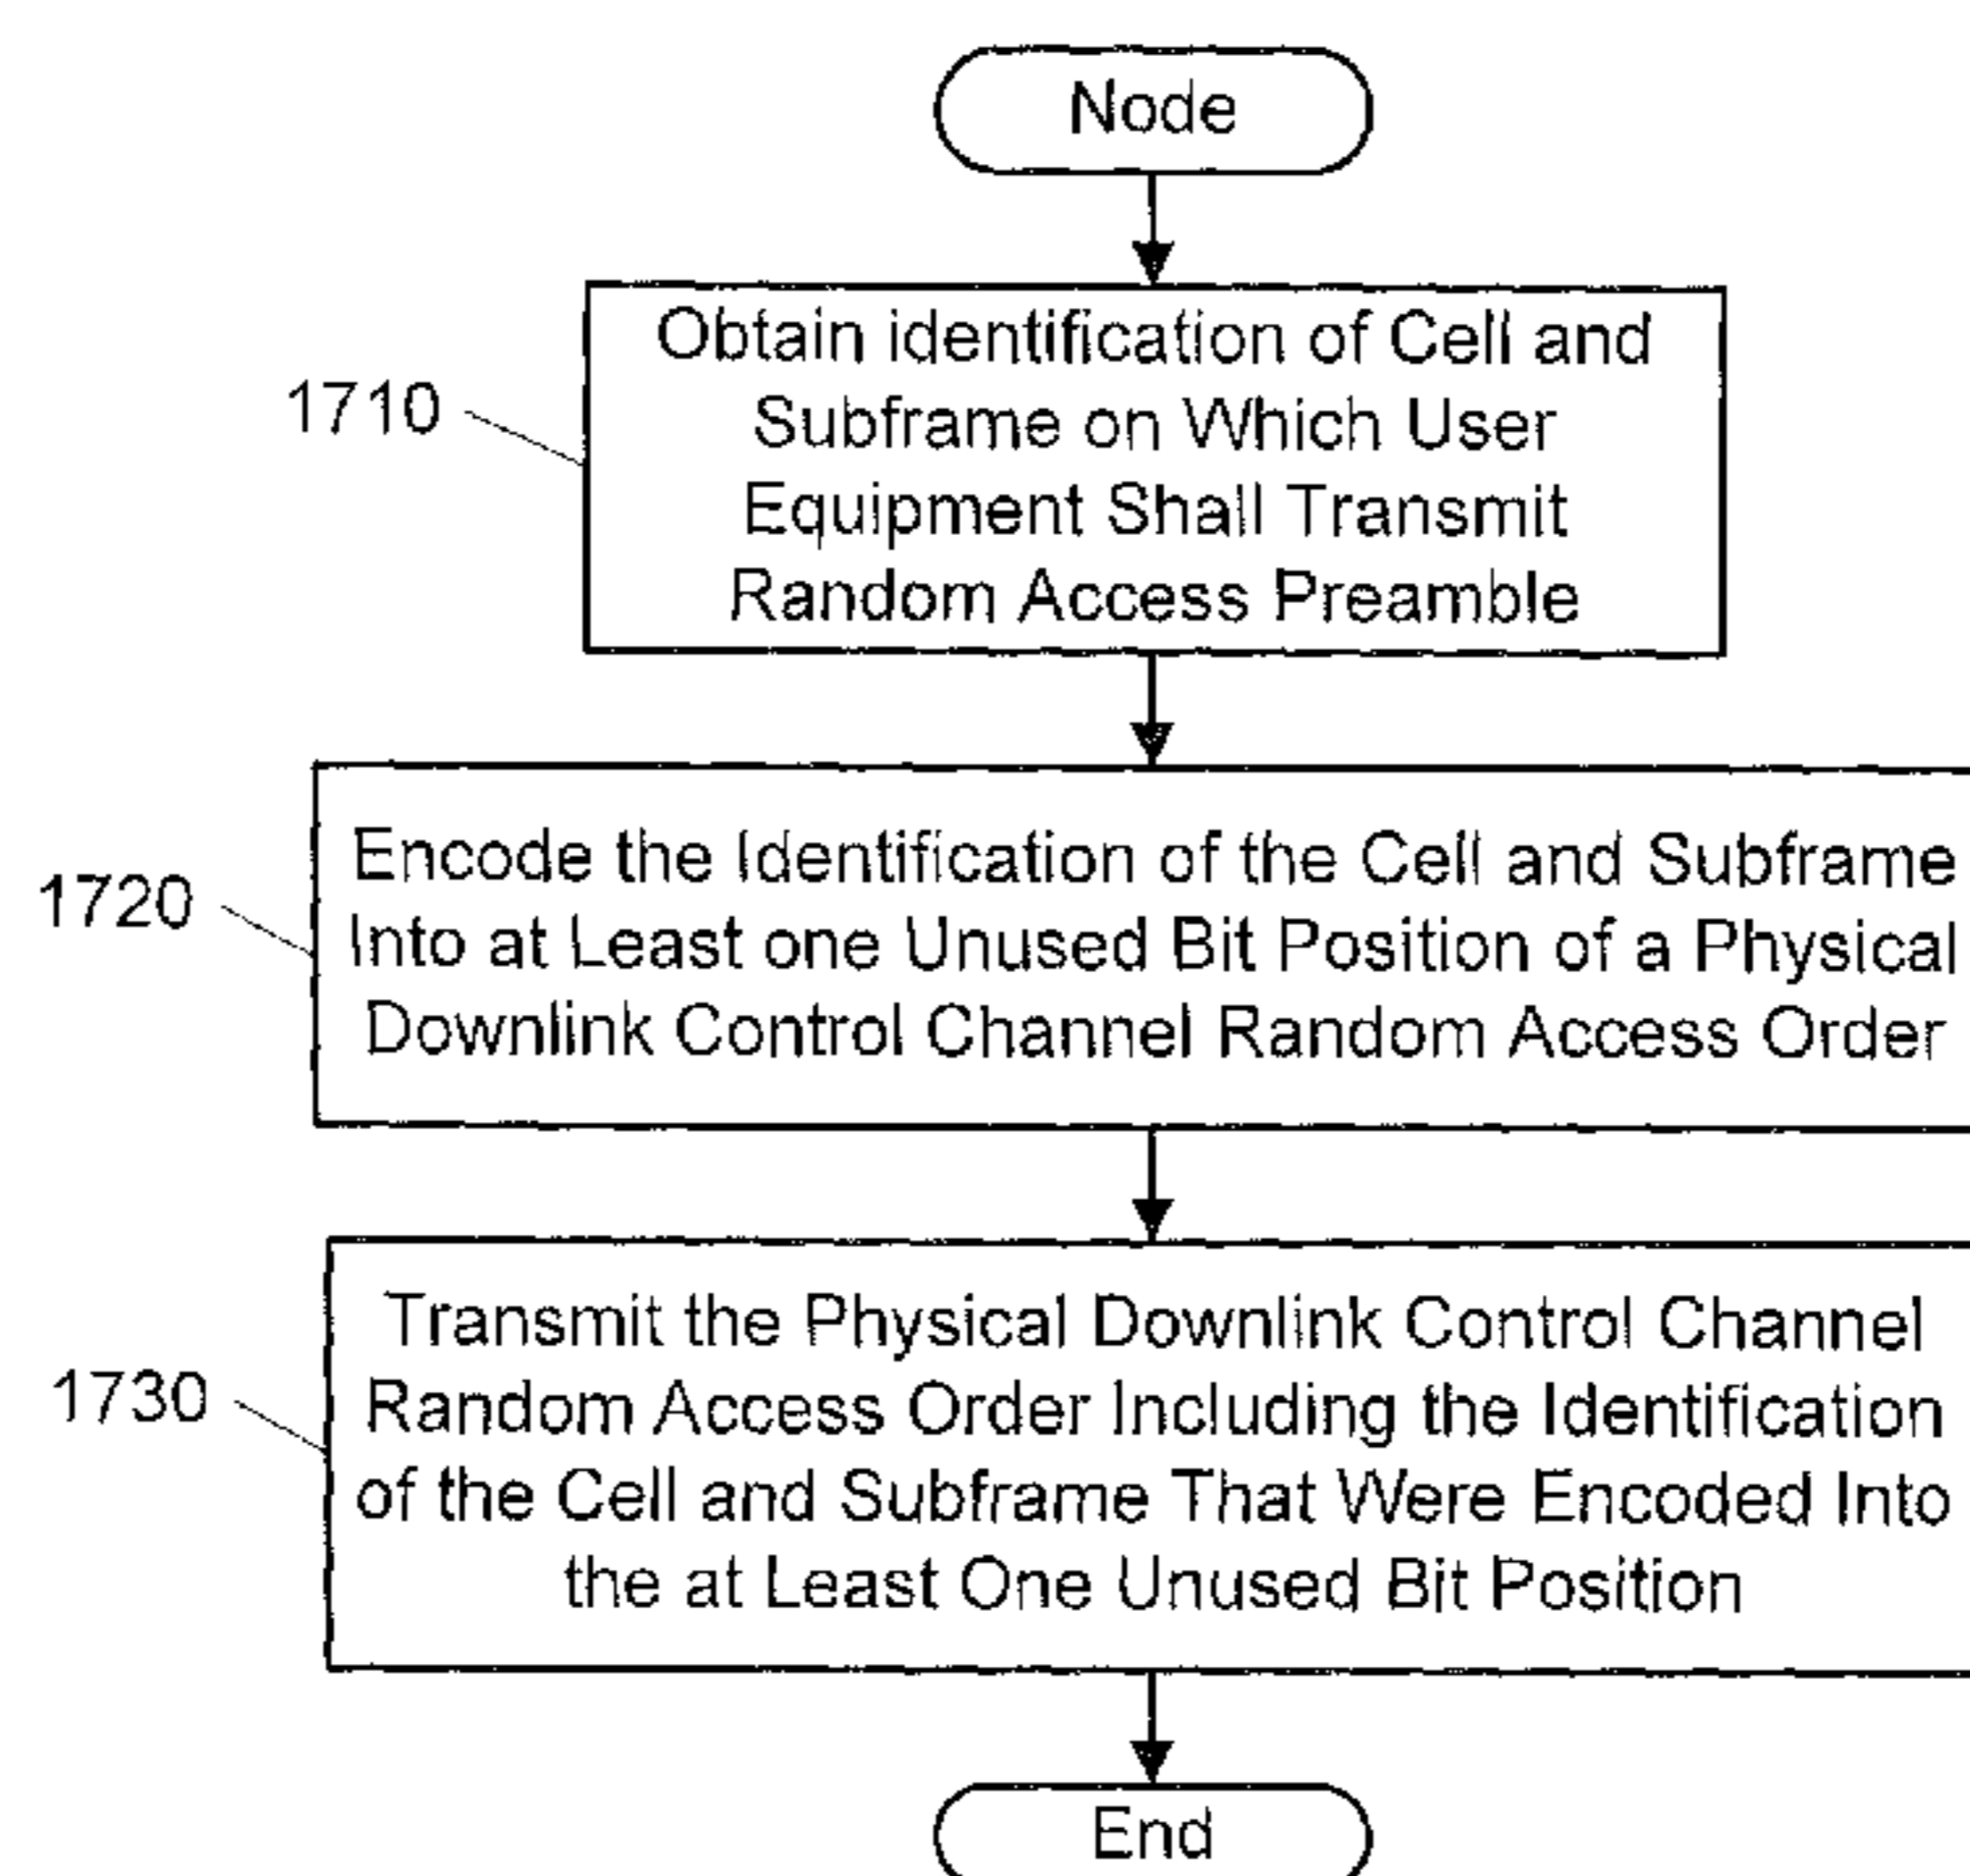 Node
Obtain identification of Cell and
Subframe on Which User
Equipment Shall Transmit
Random Access Preamble
1710
Encode the Identification of the Cell and Subframe
Into at Least one Unused Bit Position of a Physical
Downlink Control Channel Random Access Order
1720
Transmit the Physical Downlink Control Channel
Random Access Order Including the Identification
of the Cell and Subframe That Were Encoded Into
the at Least One Unused Bit Position
1730
End